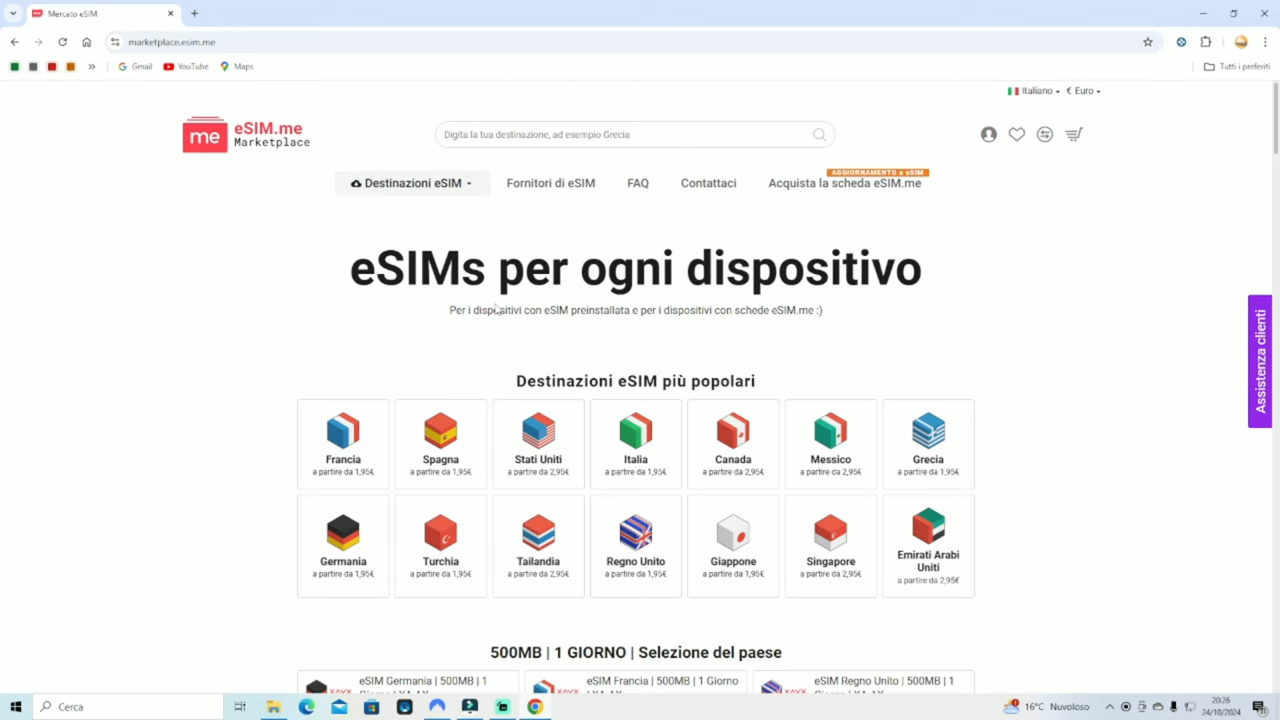 Mercato eSIM
marketplace.esim.me
Gmail
YouTube
Maps
Tutti i preferiti
Italiano
€ Euro
me
eSIM.me
Marketplace
Digita la tua destinazione, ad esempio Grecia
AGGIORNAMENTO a eSIM
Destinazioni eSIM
Fornitori di eSIM
FAQ
Contattaci
Acquista la scheda eSIM.me
eSIMs per ogni dispositivo
Per i dispositivi con eSIM preinstallata e per i dispositivi con schede eSIM.me :)
Assistenza clienti
Destinazioni eSIM più popolari
Francia
a partire da 1,95€
Spagna
a partire da 1,95€
Stati Uniti
a partire da 2,95€
Italia
a partire da 1,95€
Canada
a partire da 2,95€
Messico
a partire da 2,95€
Grecia
a partire da 1,95€
Germania
a partire da 1,95€
Turchia
a partire da 1,95€
Tailandia
a partire da 2,95€
Regno Unito
a partire da 1,95€
Giappone
a partire da 1,95€
Singapore
a partire da 2,95€
Emirati Arabi
Uniti
a partire da 2,95€
500MB | 1 GIORNO | Selezione del paese
eSIM Germania | 500MB | 1
eSIM Francia | 500MB | 1 Giorno
eSIM Regno Unito | 500MB | 1
Cerca
16°C Nuvoloso
20:26
24/10/2024